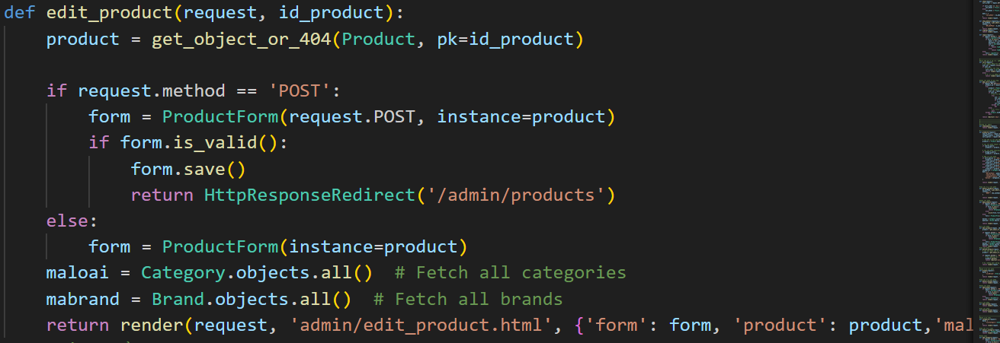 def edit_product(request, id_product):
    product = get_object_or_404(Product, pk=id_product)

    if request.method == 'POST':
        form = ProductForm(request.POST, instance=product)
        if form.is_valid():
            form.save()
            return HttpResponseRedirect('/admin/products')
    else:
        form = ProductForm(instance=product)
    maloai = Category.objects.all()  # Fetch all categories
    mabrand = Brand.objects.all()  # Fetch all brands
    return render(request, 'admin/edit_product.html', {'form': form, 'product': product,'mal